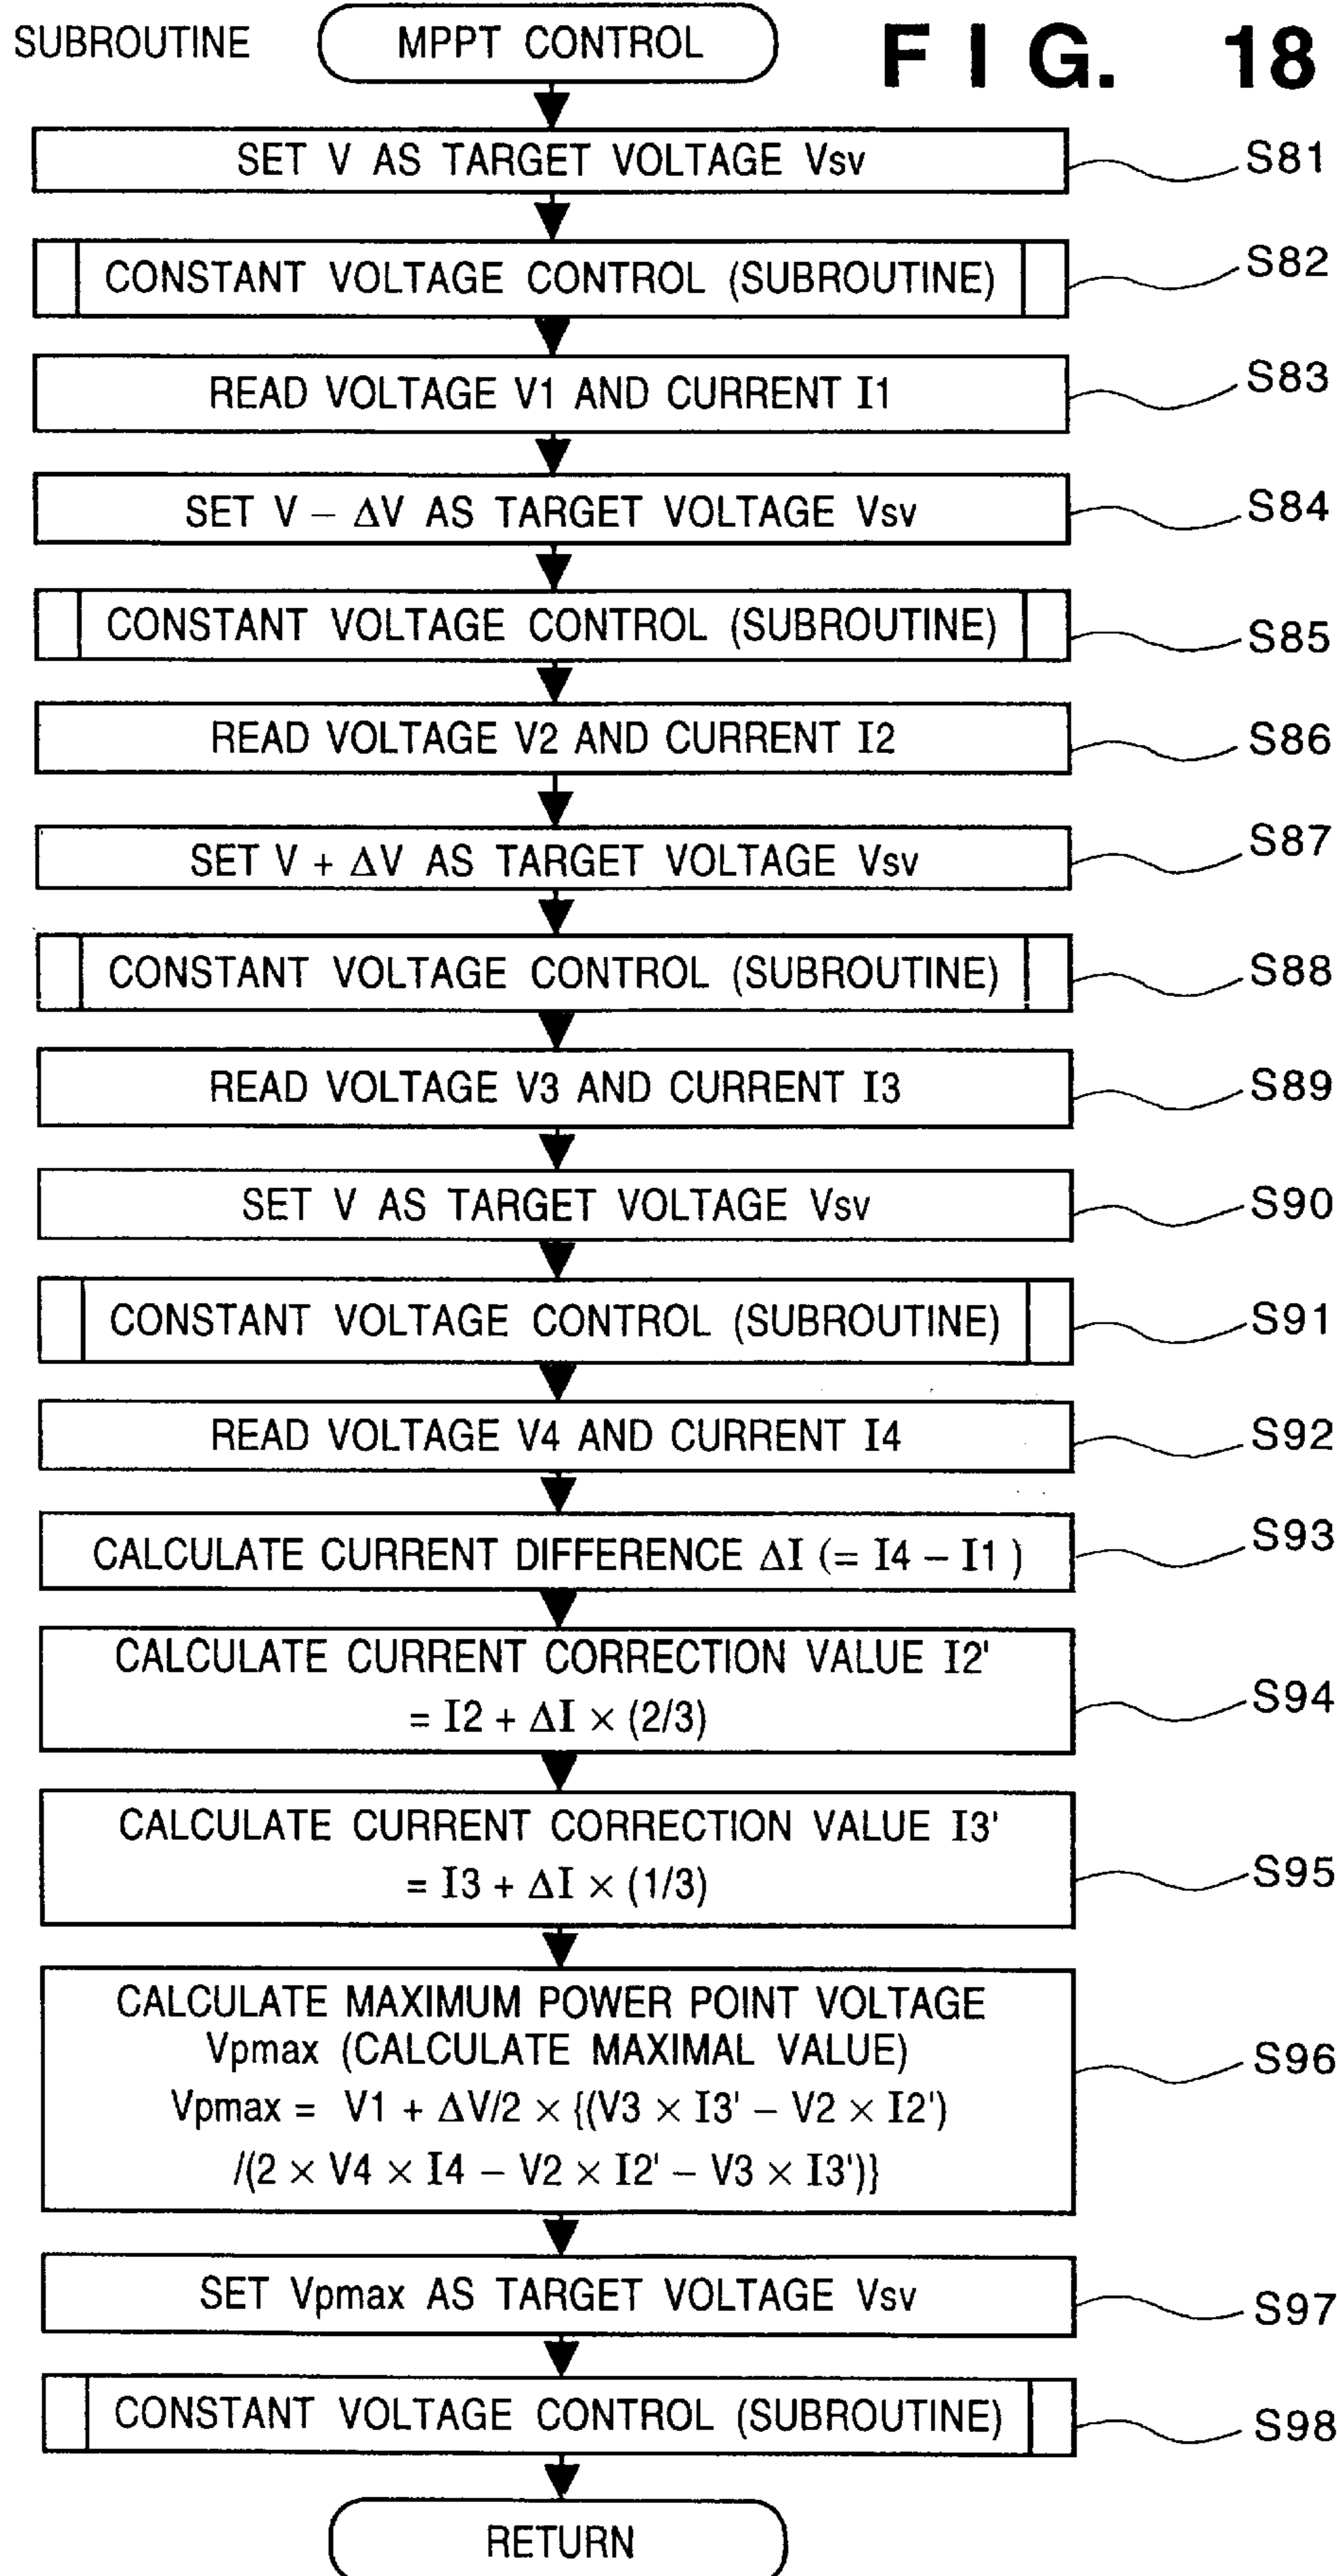 SUBROUTINE
MPPT CONTROL
FIG. 18
SET V AS TARGET VOLTAGE Vsv
S81
CONSTANT VOLTAGE CONTROL (SUBROUTINE)
S82
READ VOLTAGE V1 AND CURRENT I1
S83
SET V – ΔV AS TARGET VOLTAGE Vsv
S84
CONSTANT VOLTAGE CONTROL (SUBROUTINE)
S85
READ VOLTAGE V2 AND CURRENT I2
S86
SET V + ΔV AS TARGET VOLTAGE Vsv
S87
CONSTANT VOLTAGE CONTROL (SUBROUTINE)
S88
READ VOLTAGE V3 AND CURRENT I3
S89
SET V AS TARGET VOLTAGE Vsv
S90
CONSTANT VOLTAGE CONTROL (SUBROUTINE)
S91
READ VOLTAGE V4 AND CURRENT I4
S92
CALCULATE CURRENT DIFFERENCE ΔI (= I4 – I1 )
S93
CALCULATE CURRENT CORRECTION VALUE I2'
= I2 + ΔI × (2/3)
S94
CALCULATE CURRENT CORRECTION VALUE I3'
= I3 + ΔI × (1/3)
S95
CALCULATE MAXIMUM POWER POINT VOLTAGE
Vpmax (CALCULATE MAXIMAL VALUE)
Vpmax = V1 + ΔV/2 × {(V3 × I3' – V2 × I2')
/(2 × V4 × I4 – V2 × I2' – V3 × I3')}
S96
SET Vpmax AS TARGET VOLTAGE Vsv
S97
CONSTANT VOLTAGE CONTROL (SUBROUTINE)
S98
RETURN